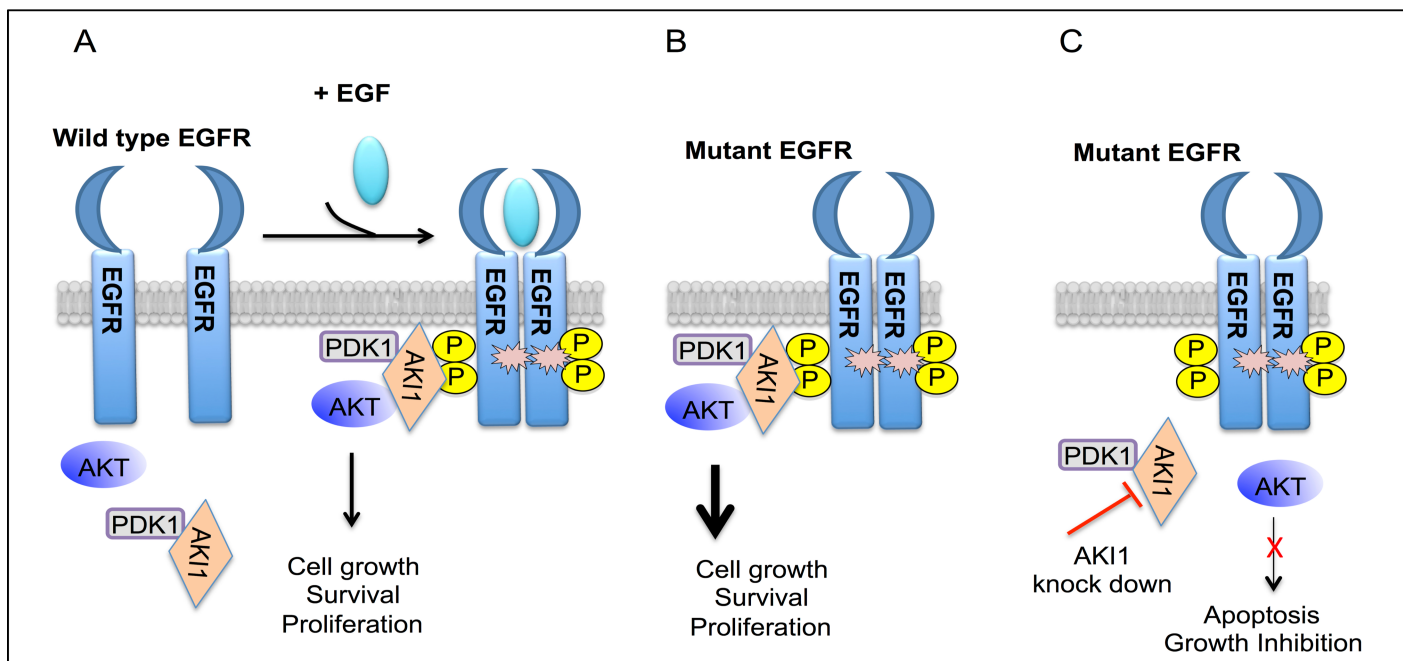 A
+ EGF
Wild type EGFR
EGFR
EGFR
EGFR
EGFR
PDK1
AKI1
AKT
P
P
P
P
AKT
PDK1
AKI1
Cell growth
Survival
Proliferation
B
Mutant EGFR
EGFR
EGFR
PDK1
AKI1
AKT
P
P
P
P
Cell growth
Survival
Proliferation
C
Mutant EGFR
EGFR
EGFR
P
P
P
P
PDK1
AKI1
AKT
AKI1
knock down
X
Apoptosis
Growth Inhibition